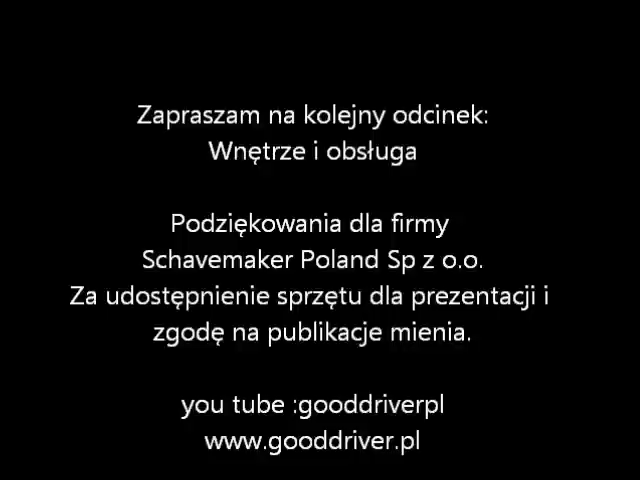 Zapraszam na kolejny odcinek:
Wnętrze i obsługa
Podziękowania dla firmy
Schavemaker Poland Sp z o.o.
Za udostępnienie sprzętu dla prezentacji i
zgodę na publikacje mienia.
you tube :gooddriverpl
www.gooddriver.pl